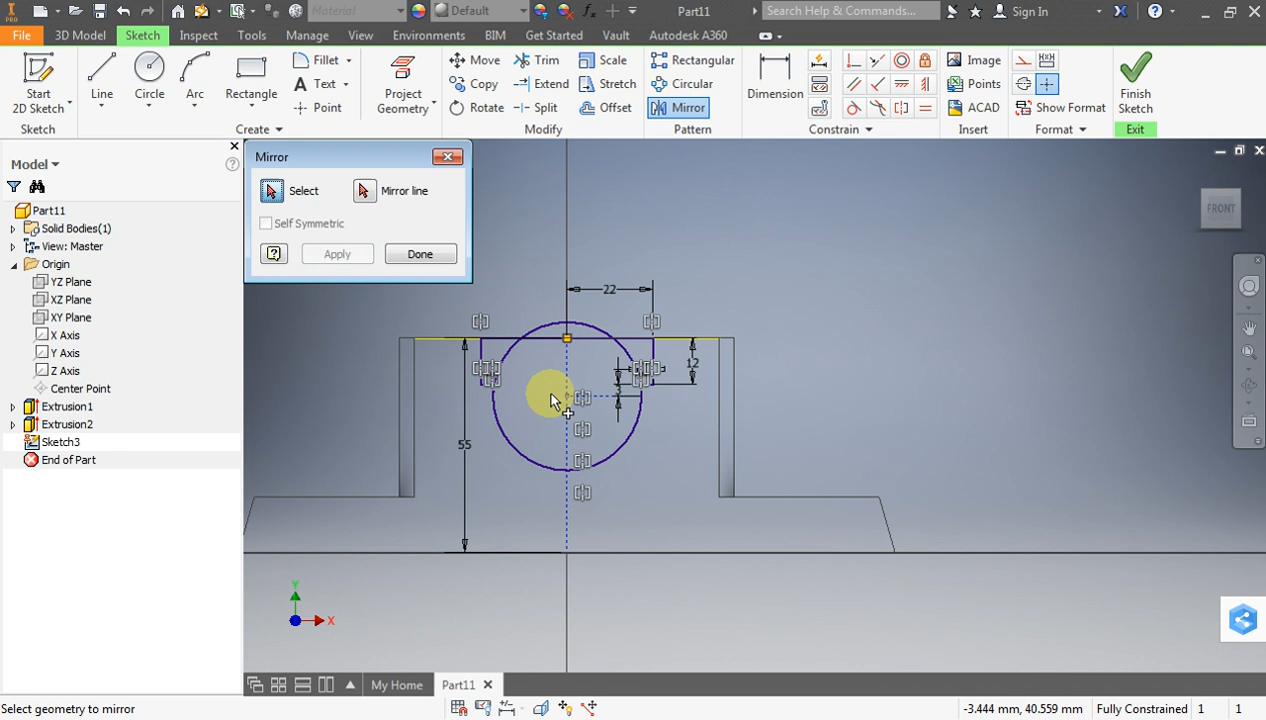 PRO
Material
Default
Part11
Search Help & Commands...
Sign In
File
3D Model
Sketch
Inspect
Tools
Manage
View
Environments
BIM
Get Started
Vault
Autodesk A360
Start
2D Sketch
Line
Circle
Arc
Rectangle
Fillet
Text
Point
Project
Geometry
Move
Trim
Scale
Copy
Extend
Stretch
Rotate
Split
Offset
Rectangular
Circular
Mirror
Dimension
Image
Points
ACAD
Show Format
Finish
Sketch
Sketch
Create
Modify
Pattern
Constrain
Insert
Format
Exit
Model
Part11
Solid Bodies(1)
View: Master
Origin
YZ Plane
XZ Plane
XY Plane
X Axis
Y Axis
Z Axis
Center Point
Extrusion1
Extrusion2
Sketch3
End of Part
Mirror
Select
Mirror line
Self Symmetric
Apply
Done
FRONT
22
12
3
55
Y
X
My Home
Part11
Select geometry to mirror
-3.444 mm, 40.559 mm
Fully Constrained
1
1